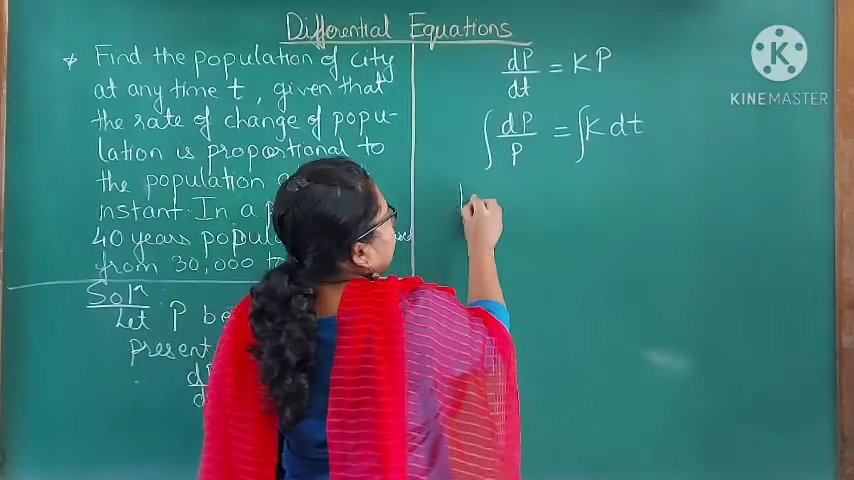 Differential Equations
* Find the population of city
at any time t, given that
the rate of change of popu-
lation is proportional to
the population
instant. In a p
40 years popu
from 30,000 to
Solⁿ
Let P be
present
dP/dt = KP
∫ dP/P = ∫ K dt
KINEMASTER